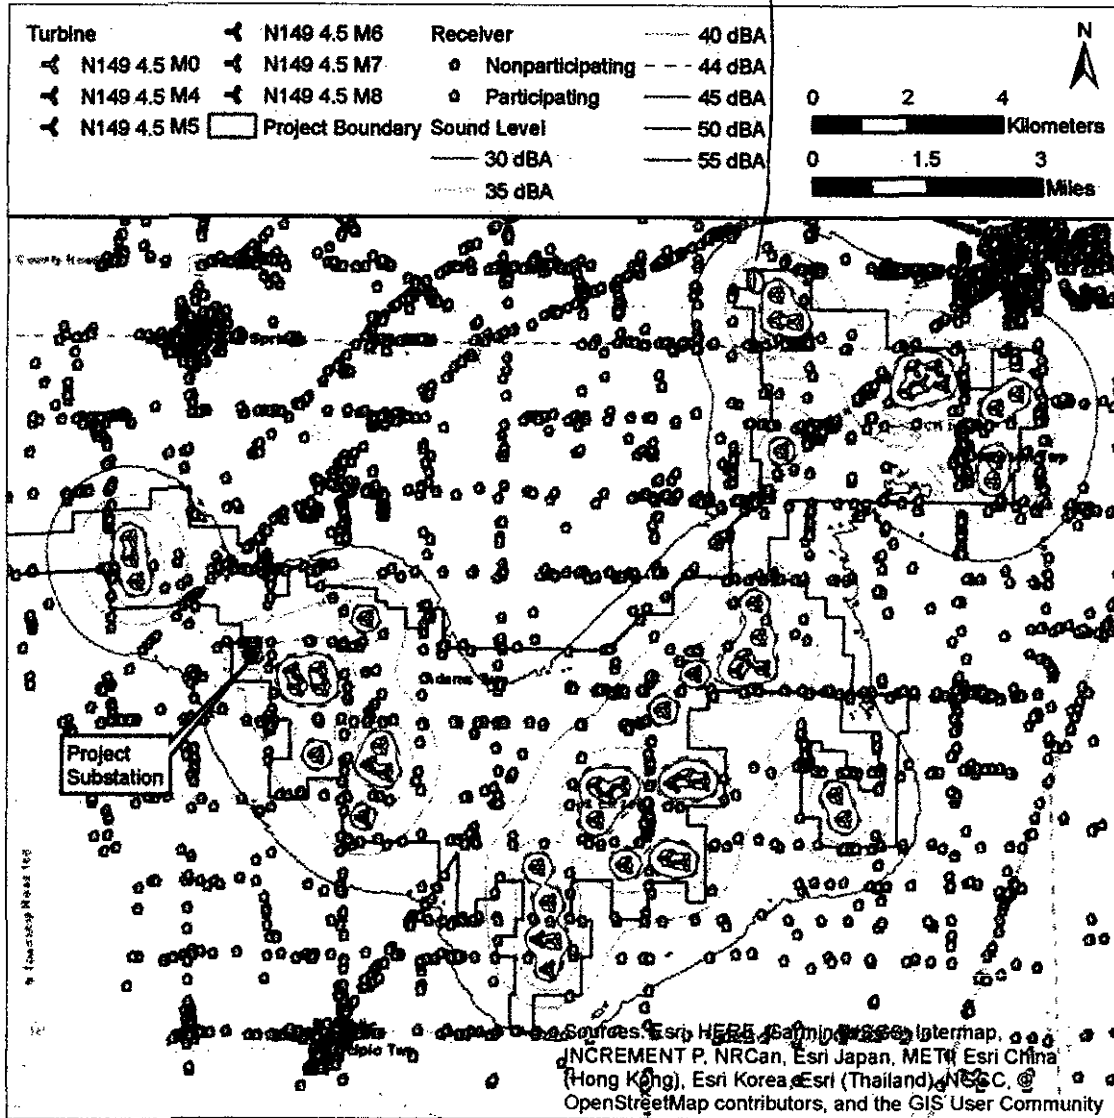 Turbine
N149 4.5 M0
N149 4.5 M4
N149 4.5 M5
N149 4.5 M6
N149 4.5 M7
N149 4.5 M8
Project Boundary
Receiver
Nonparticipating
Participating
Sound Level
30 dBA
35 dBA
40 dBA
44 dBA
45 dBA
50 dBA
55 dBA
N
0 2 4
Kilometers
0 1.5 3
Miles
Project
Substation
Sources: Esri, HERE, Garmin, USGS, Intermap,
INCREMENT P, NRCan, Esri Japan, METI, Esri China
(Hong Kong), Esri Korea, Esri (Thailand), NGCC, ©
OpenStreetMap contributors, and the GIS User Community